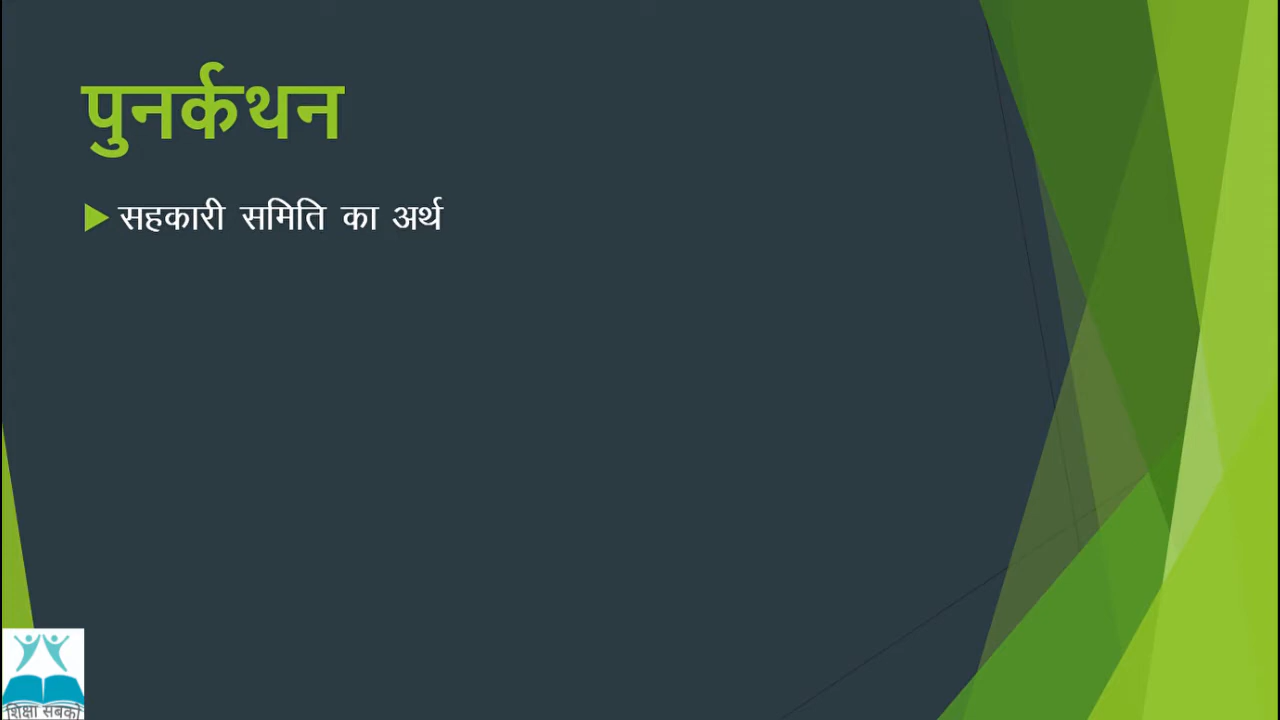 पुनर्कथन
सहकारी समिति का अर्थ
शिक्षा सबको